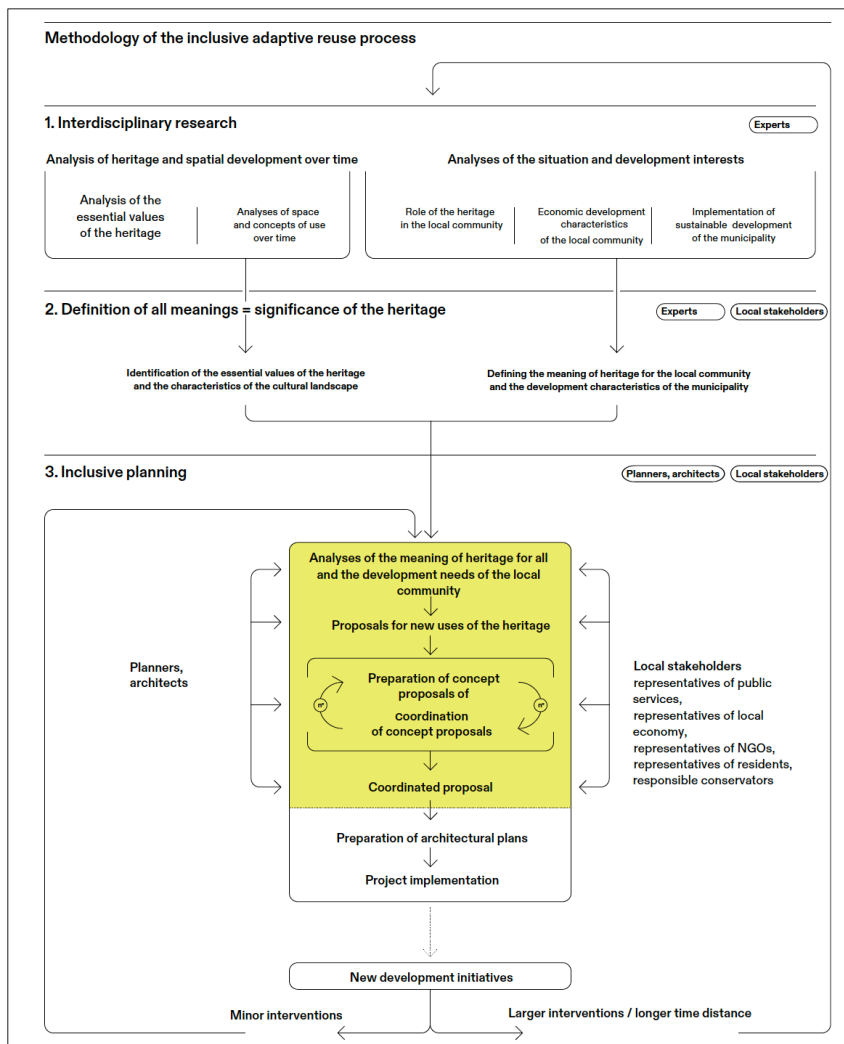 Methodology of the inclusive adaptive reuse process
1. Interdisciplinary research
Experts
Analysis of heritage and spatial development over time
Analyses of the situation and development interests
Analysis of the
essential values
of the heritage
Analyses of space
and concepts of use
over time
Role of the heritage
in the local community
Economic development
characteristics
of the local community
Implementation of
sustainable development
of the municipality
2. Definition of all meanings = significance of the heritage
Experts
Local stakeholders
Identification of the essential values of the heritage
and the characteristics of the cultural landscape
Defining the meaning of heritage for the local community
and the development characteristics of the municipality
3. Inclusive planning
Planners, architects
Local stakeholders
Analyses of the meaning of heritage for all
and the development needs of the local
community
Proposals for new uses of the heritage
Planners,
architects
Preparation of concept
proposals of
coordination
of concept proposals
Local stakeholders
representatives of public
services,
representatives of local
economy,
representatives of NGOs,
representatives of residents,
responsible conservators
Coordinated proposal
Preparation of architectural plans
Project implementation
New development initiatives
Minor interventions
Larger interventions / longer time distance